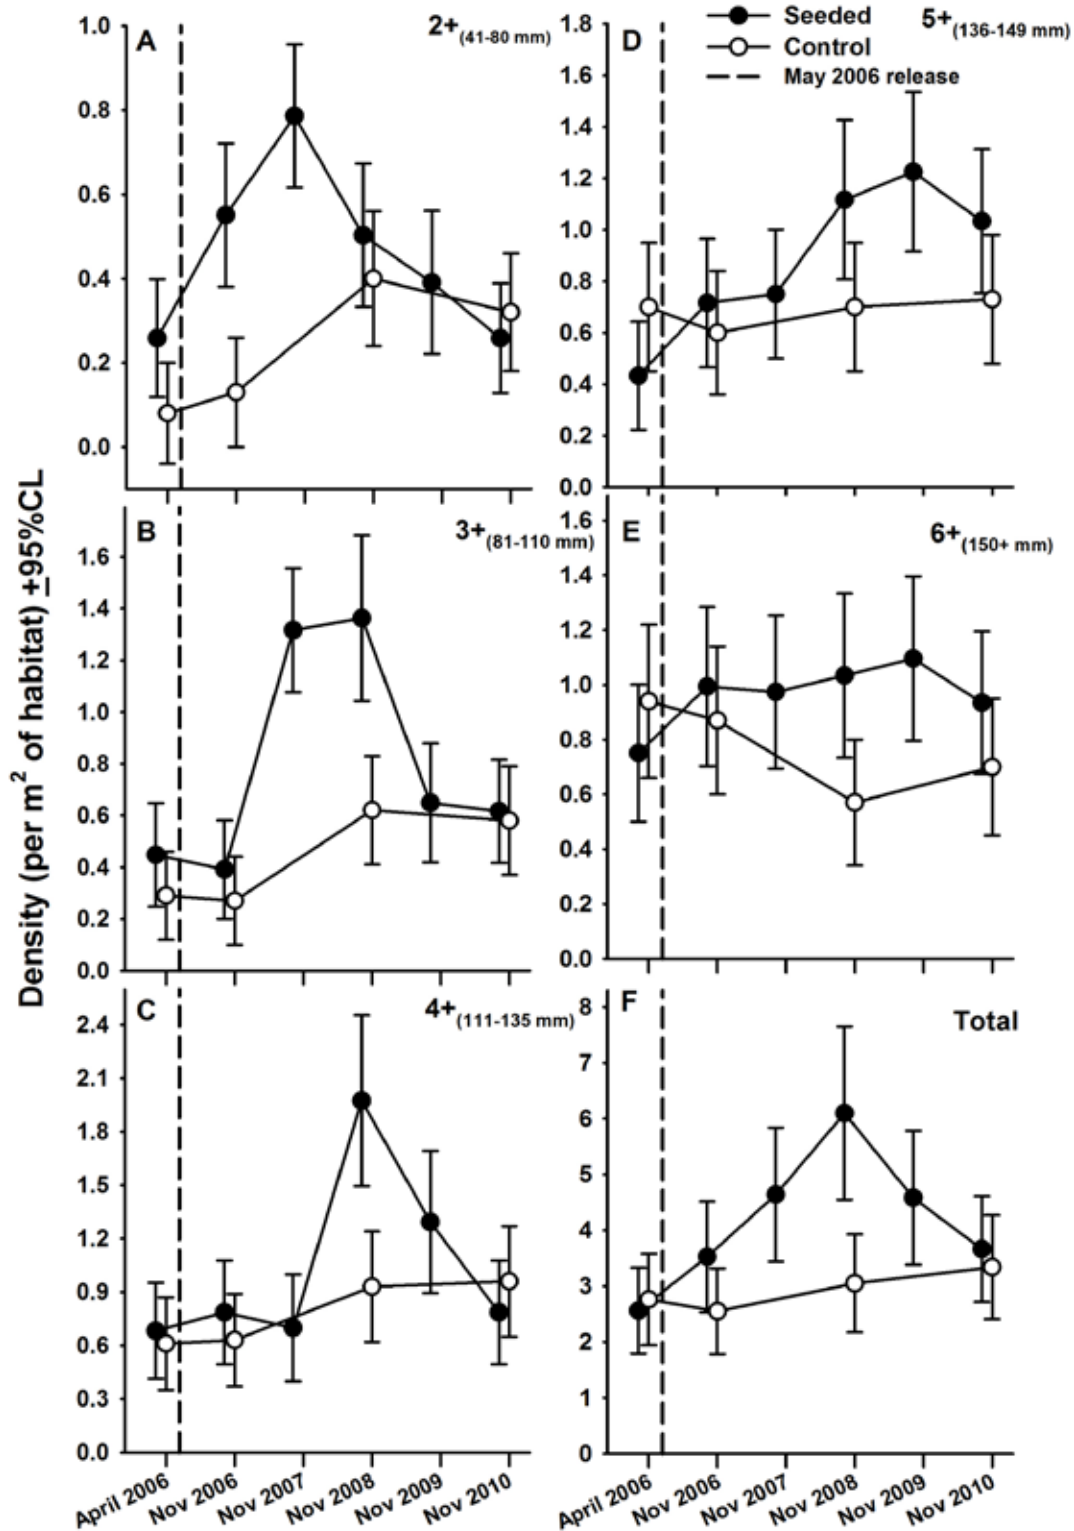 Density (per m² of habitat) ±95%CL
A
2+(41-80 mm)
1.0
0.8
0.6
0.4
0.2
0.0
B
3+(81-110 mm)
1.6
1.4
1.2
1.0
0.8
0.6
0.4
0.2
0.0
C
4+(111-135 mm)
2.4
2.1
1.8
1.5
1.2
0.9
0.6
0.3
0.0
April 2006
Nov 2006
Nov 2007
Nov 2008
Nov 2009
Nov 2010
Seeded
Control
May 2006 release
D
5+(136-149 mm)
1.8
1.6
1.4
1.2
1.0
0.8
0.6
0.4
0.2
0.0
E
6+(150+ mm)
1.6
1.4
1.2
1.0
0.8
0.6
0.4
0.2
0.0
F
Total
8
7
6
5
4
3
2
1
0
April 2006
Nov 2006
Nov 2007
Nov 2008
Nov 2009
Nov 2010